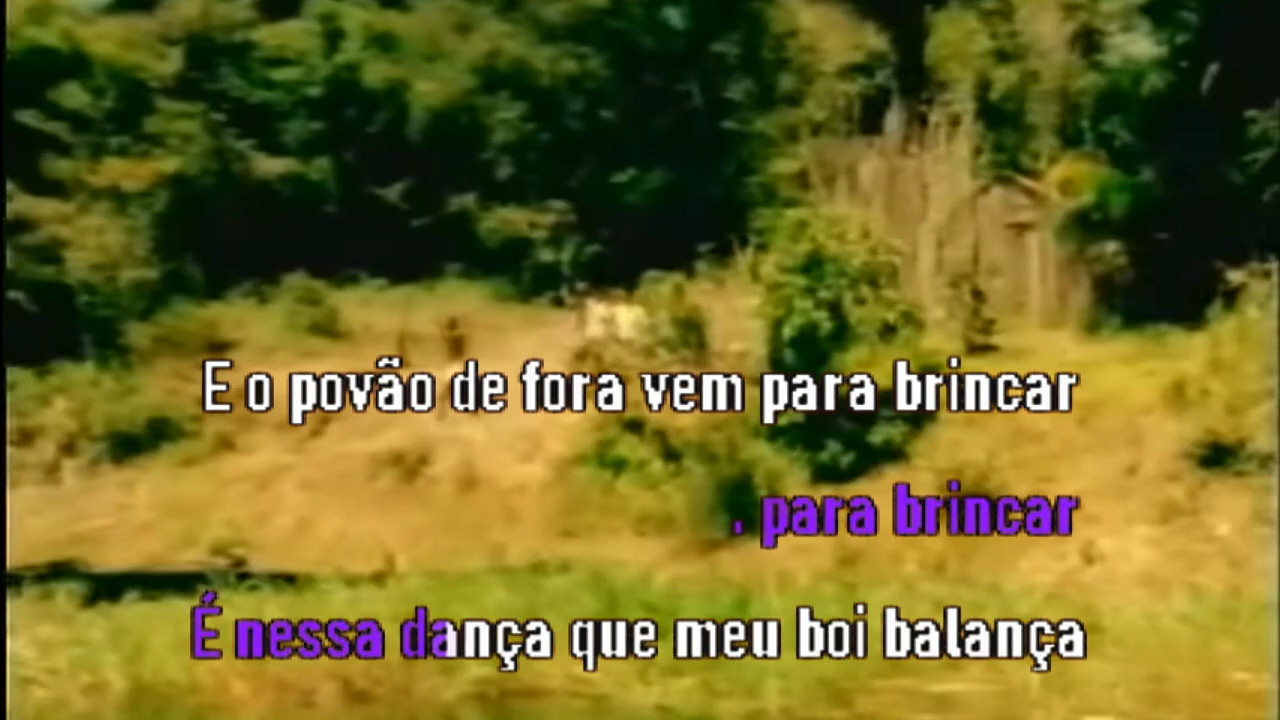 E o povão de fora vem para brincar
, para brincar
É nessa dança que meu boi balança